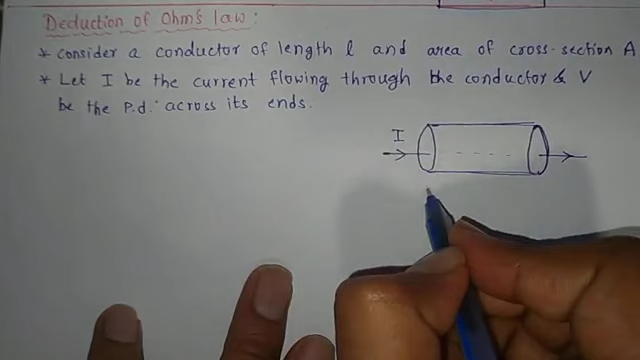 Deduction of Ohm's law:
* Consider a conductor of length l and area of cross-section A
* Let I be the current flowing through the conductor & V
be the P.d. across its ends.
I